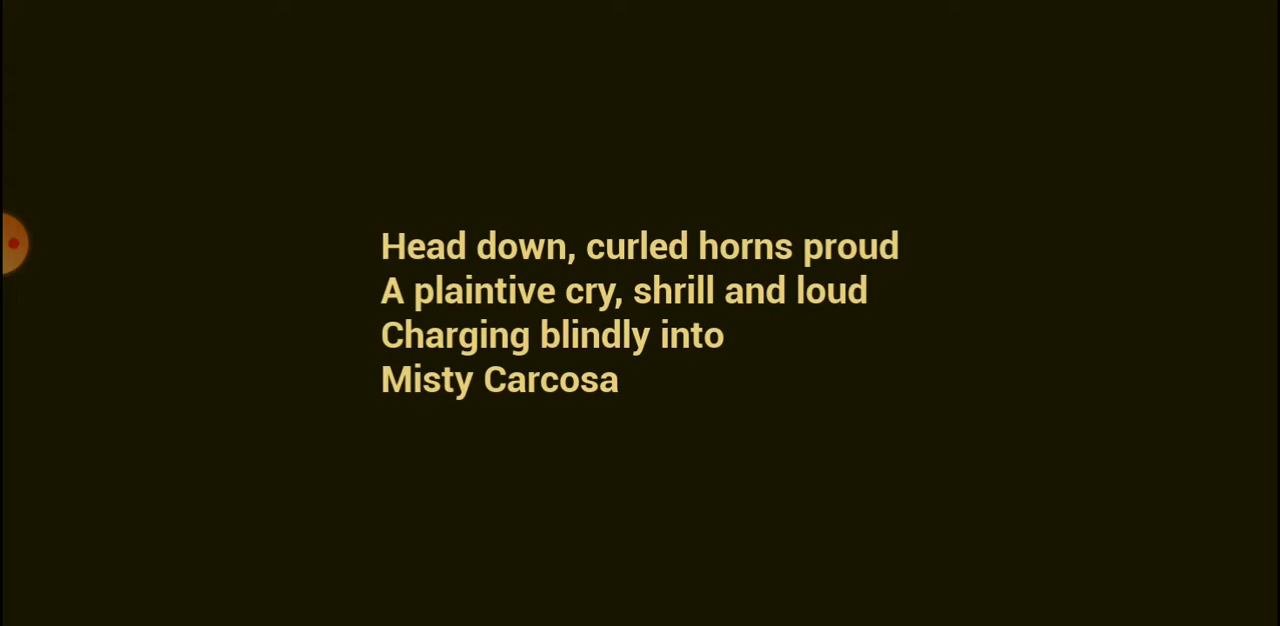 Head down, curled horns proud
A plaintive cry, shrill and loud
Charging blindly into
Misty Carcosa